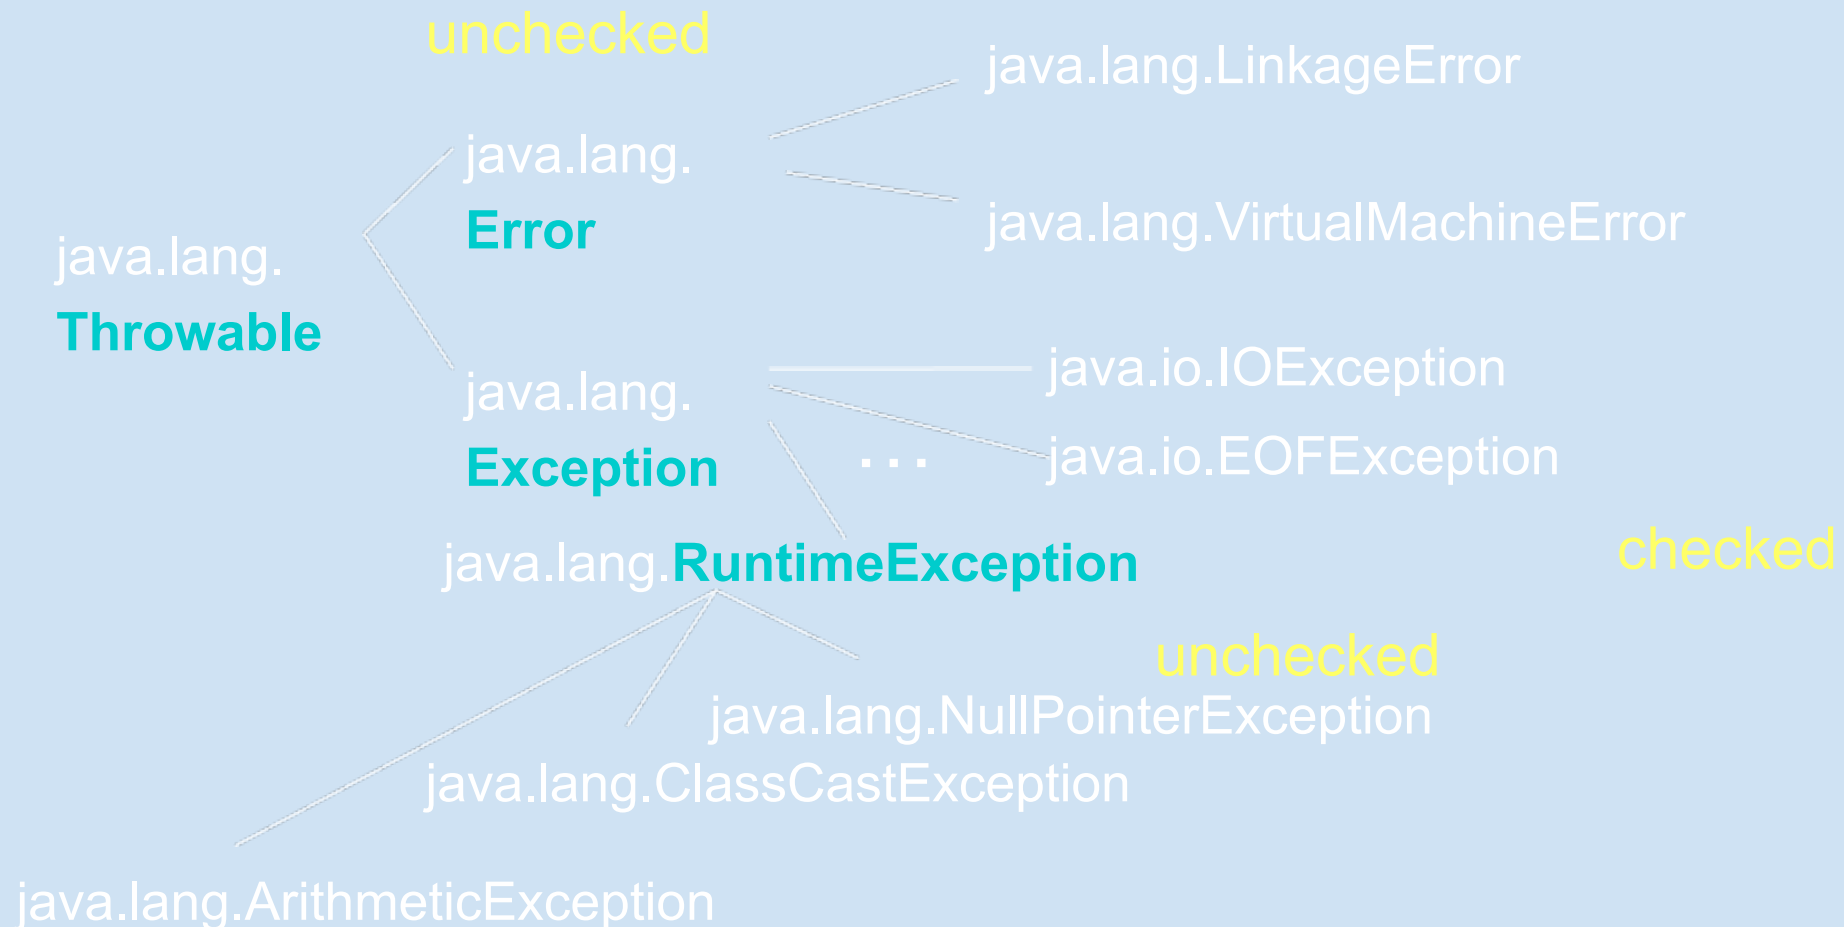 unchecked
java.lang.LinkageError
java.lang.
Error
java.lang.VirtualMachineError
java.lang.
Throwable
java.io.IOException
java.lang.
Exception
. . .
java.io.EOFException
java.lang.RuntimeException
checked
unchecked
java.lang.NullPointerException
java.lang.ClassCastException
java.lang.ArithmeticException